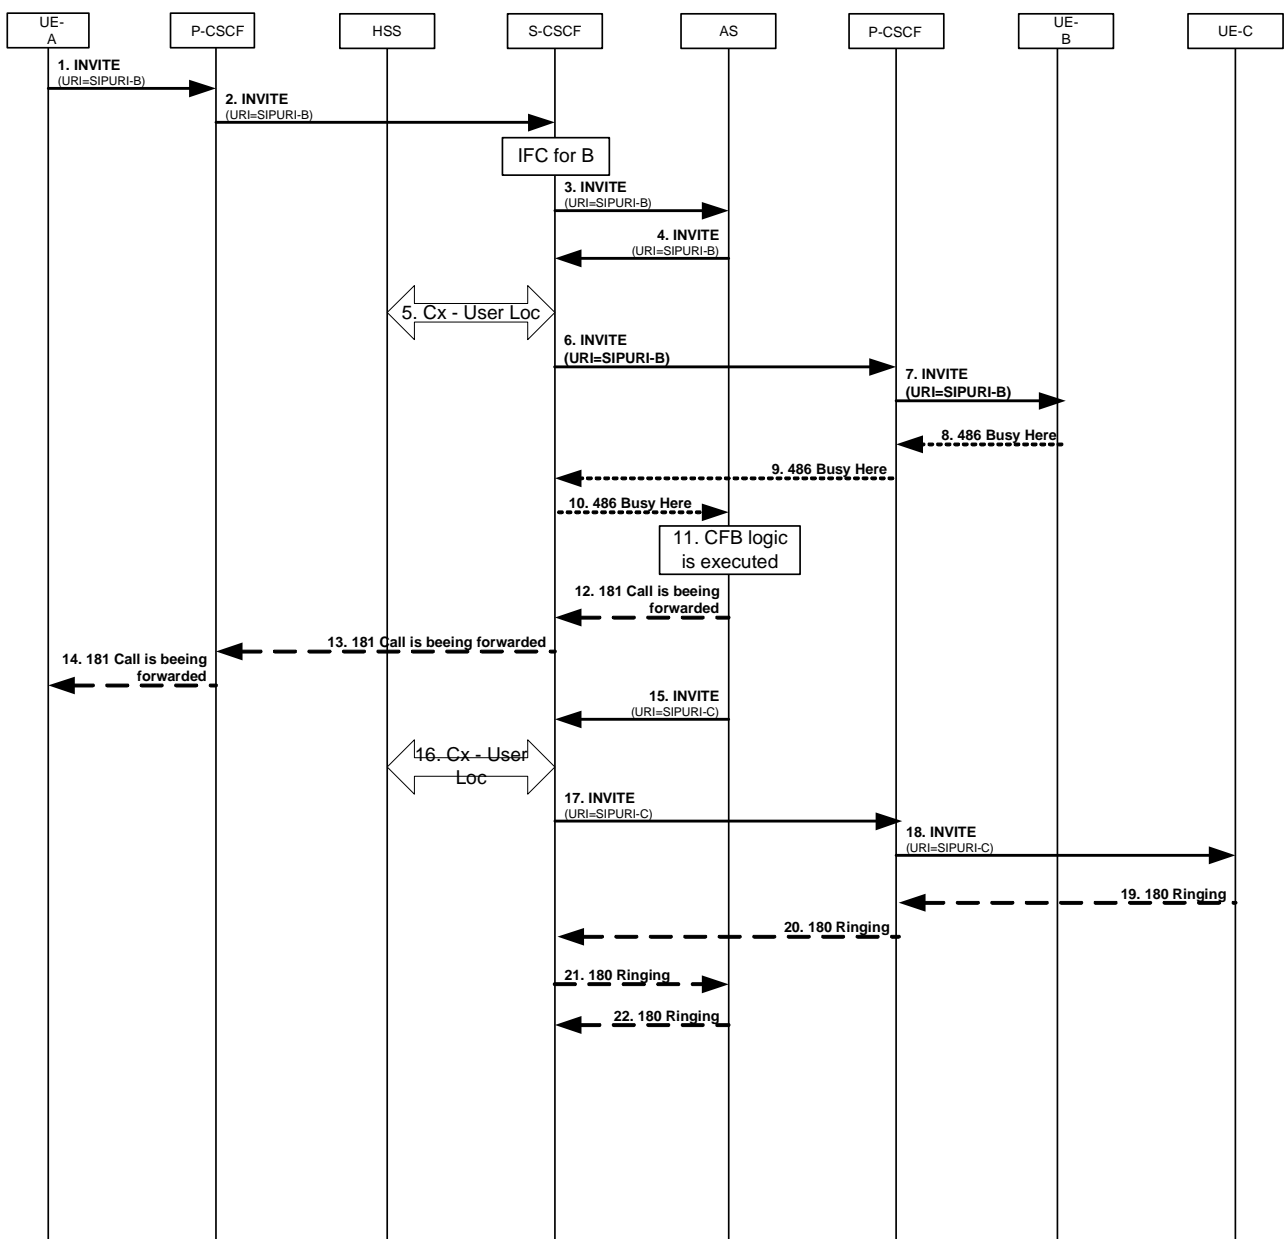 UE-
A
P-CSCF
HSS
S-CSCF
AS
P-CSCF
UE-
B
UE-C
1. INVITE
(URI=SIPURI-B)
2. INVITE
(URI=SIPURI-B)
IFC for B
3. INVITE
(URI=SIPURI-B)
4. INVITE
(URI=SIPURI-B)
5. Cx - User Loc
6. INVITE
(URI=SIPURI-B)
7. INVITE
(URI=SIPURI-B)
8. 486 Busy Here
9. 486 Busy Here
10. 486 Busy Here
11. CFB logic
is executed
12. 181 Call is beeing
forwarded
13. 181 Call is beeing forwarded
14. 181 Call is beeing
forwarded
15. INVITE
(URI=SIPURI-C)
16. Cx - User
Loc
17. INVITE
(URI=SIPURI-C)
18. INVITE
(URI=SIPURI-C)
19. 180 Ringing
20. 180 Ringing
21. 180 Ringing
22. 180 Ringing